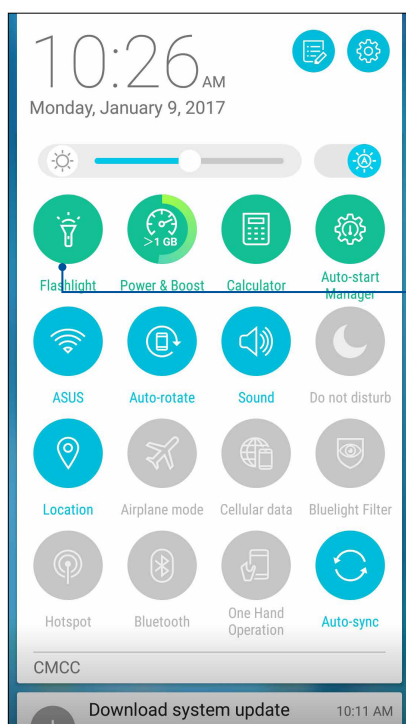 10:26 AM
Monday, January 9, 2017
A
>1 GB
Flashlight Power & Boost Calculator Auto-start
Manager
ASUS Auto-rotate Sound Do not disturb
Location Airplane mode Cellular data Bluelight Filter
Hotspot Bluetooth One Hand
Operation Auto-sync
CMCC
Download system update 10:11 AM